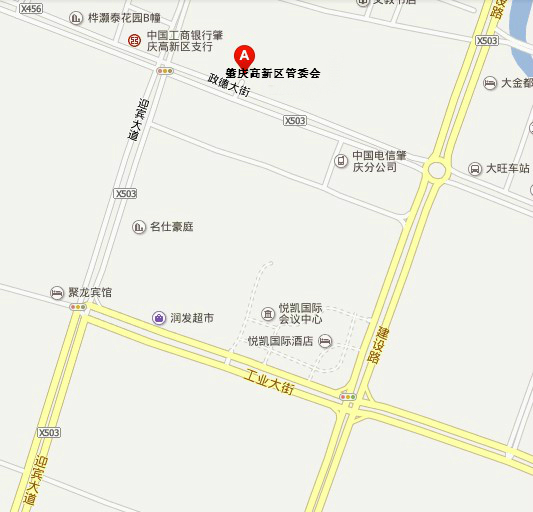 X456
桦灏泰花园B幢
中国工商银行肇
庆高新区支行
A
肇庆高新区管委会
政德大街
建设路
X503
大金都
迎宾大道
X503
中国电信肇
庆分公司
大旺车站
X503
名仕豪庭
聚龙宾馆
润发超市
悦凯国际
会议中心
悦凯国际酒店
建设路
工业大街
X503
迎宾大道